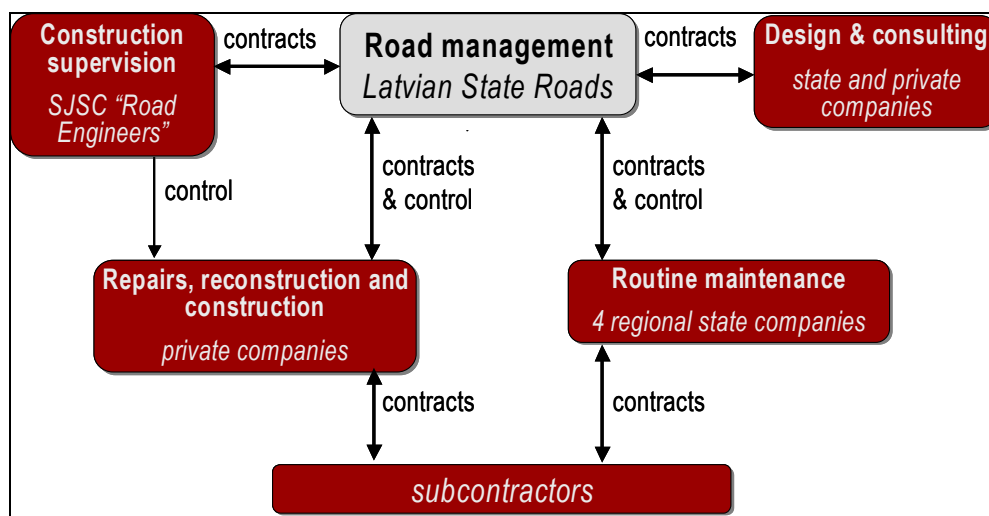 Construction
supervision
SJSC “Road
Engineers”
contracts
Road management
Latvian State Roads
contracts
Design & consulting
state and private
companies
control
contracts
& control
contracts
& control
Repairs, reconstruction and
construction
private companies
Routine maintenance
4 regional state companies
contracts
contracts
subcontractors